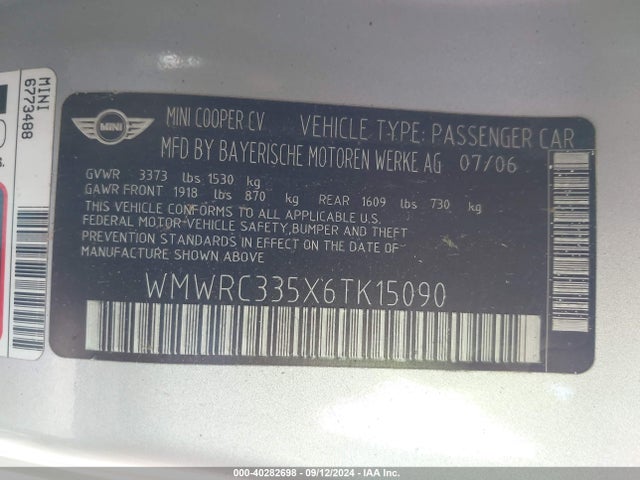 MINI
6773488
S.
MINI
MINI COOPER CV VEHICLE TYPE: PASSENGER CAR
MFD BY BAYERISCHE MOTOREN WERKE AG 07/06
GVWR 3373 lbs 1530 kg
GAWR FRONT 1918 lbs 870 kg REAR 1609 lbs 730 kg
THIS VEHICLE CONFORMS TO ALL APPLICABLE U.S.
FEDERAL MOTOR-VEHICLE SAFETY,BUMPER AND THEFT
PREVENTION STANDARDS IN EFFECT ON THE DATE OF
MANUFACTURE SHOWN ABOVE
WMWRC335X6TK15090
000-40282698 - 09/12/2024 - IAA Inc.